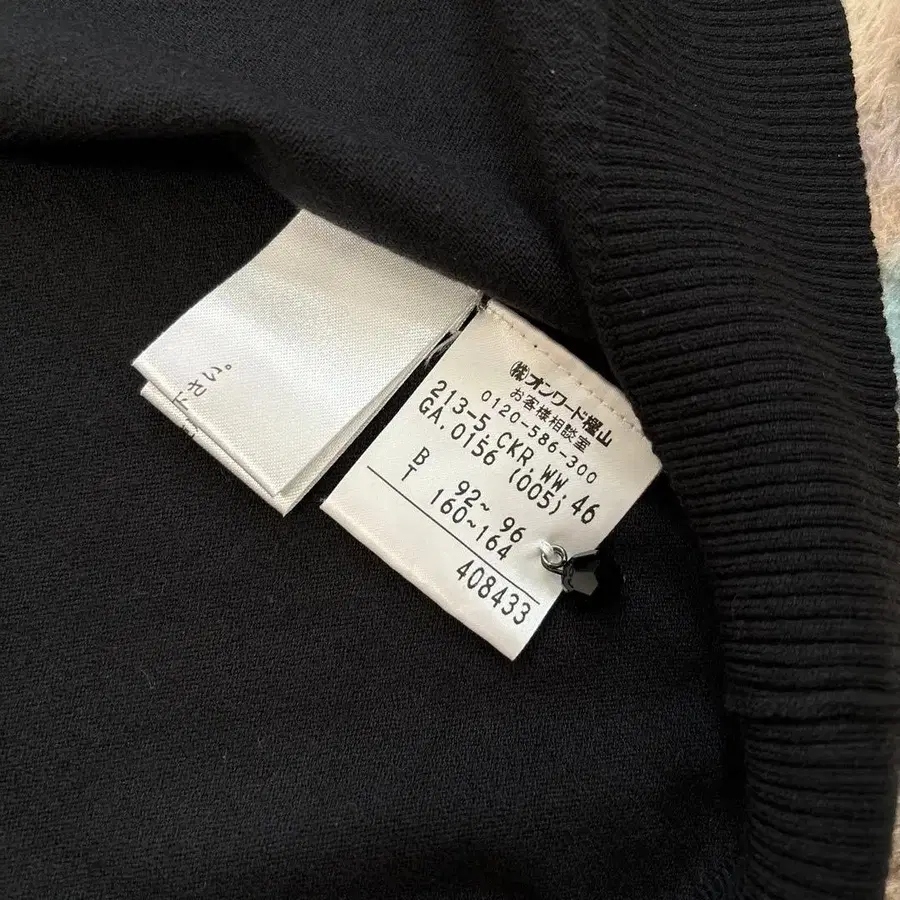 下さい。
㈱オンワード樫山
お客様相談室
0120-586-300
213-5.CKR.WW.46
GA.0156 (005)
B 92~ 96
T 160~164
408433